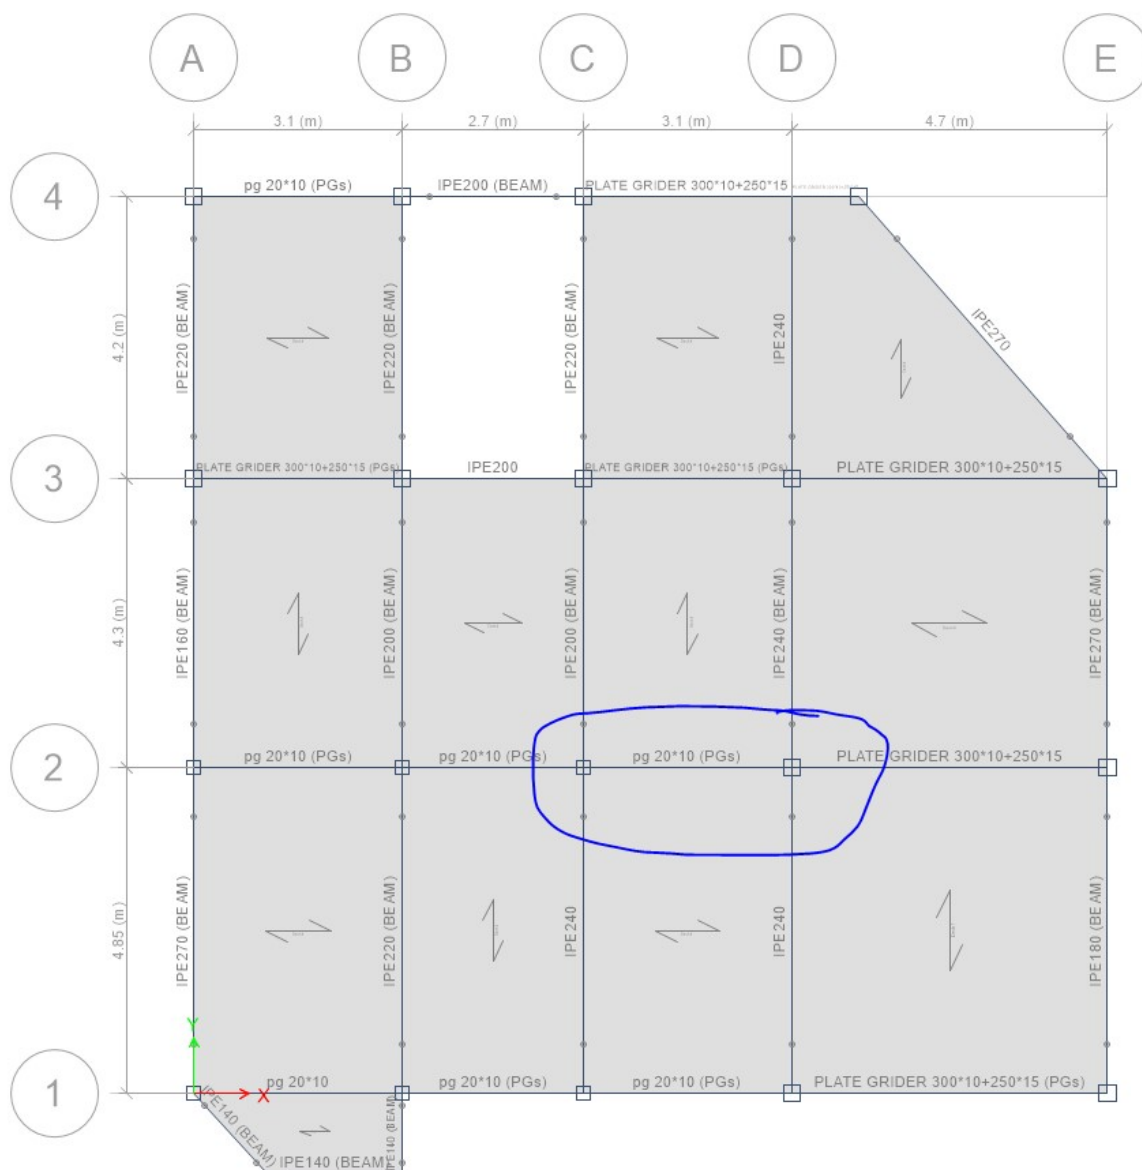 A B C D E
3.1 (m) 2.7 (m) 3.1 (m) 4.7 (m)
4
pg 20*10 (PGs) IPE200 (BEAM) PLATE GRIDER 300*10+250*15
IPE220 (BEAM) IPE220 (BEAM) IPE220 (BEAM) IPE240 IPE270
4.2 (m)
3
PLATE GRIDER 300*10+250*15 (PGs) IPE200 PLATE GRIDER 300*10+250*15 (PGs) PLATE GRIDER 300*10+250*15
4.3 (m)
IPE160 (BEAM) IPE200 (BEAM) IPE200 (BEAM) IPE240 (BEAM) IPE270 (BEAM)
2
pg 20*10 (PGs) pg 20*10 (PGs) pg 20*10 (PGs) PLATE GRIDER 300*10+250*15
4.85 (m)
IPE270 (BEAM) IPE220 (BEAM) IPE240 IPE240 IPE180 (BEAM)
Y
1
pg 20*10 pg 20*10 (PGs) pg 20*10 (PGs) PLATE GRIDER 300*10+250*15 (PGs)
X
IPE140 (BEAM) IPE140 (BEAM)
IPE140 (BEAM)